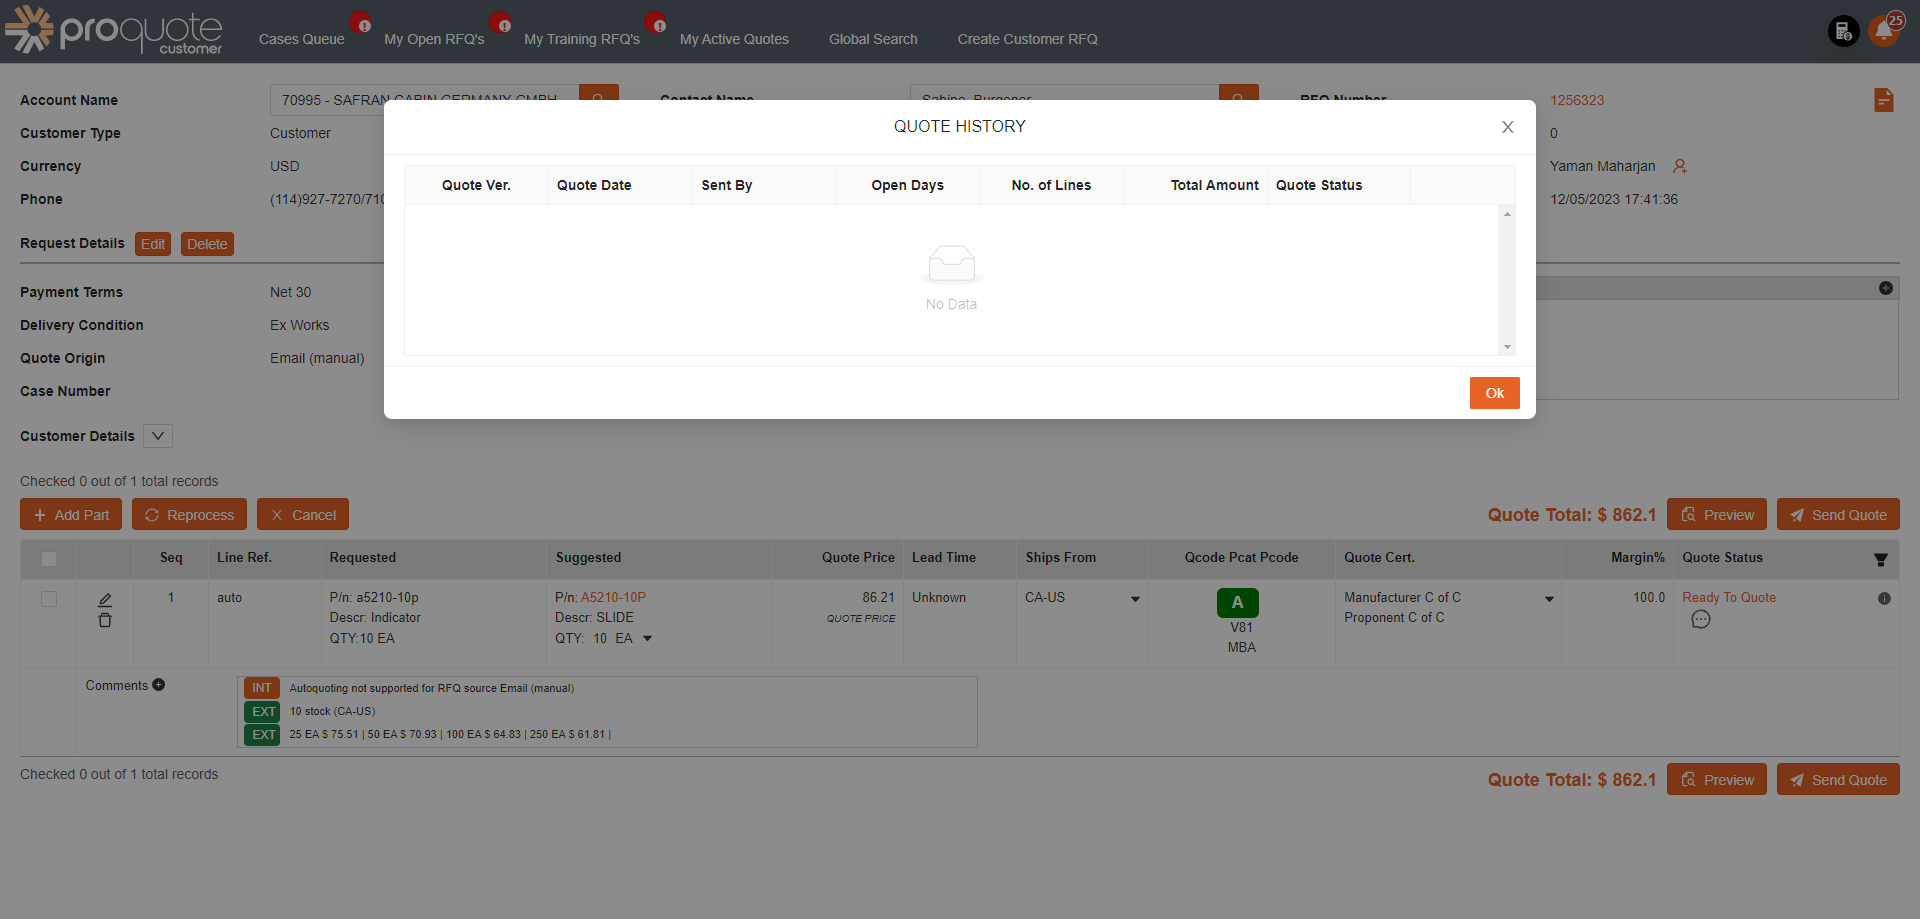 proquote
customer
Cases Queue
My Open RFQ's
My Training RFQ's
My Active Quotes
Global Search
Create Customer RFQ
25
Account Name
70995 - SAFRAN CABIN GERMANY GMBH
Contact Name
Sabine, Burgener
RFQ Number
1256323
Customer Type
Customer
0
Currency
USD
Yaman Maharjan
Phone
(114)927-7270/710
12/05/2023 17:41:36
QUOTE HISTORY
X
Quote Ver.
Quote Date
Sent By
Open Days
No. of Lines
Total Amount
Quote Status
No Data
Ok
Request Details
Edit
Delete
Payment Terms
Net 30
Delivery Condition
Ex Works
Quote Origin
Email (manual)
Case Number
Customer Details
Checked 0 out of 1 total records
+ Add Part
Reprocess
X Cancel
Quote Total: $ 862.1
Preview
Send Quote
Seq
Line Ref.
Requested
Suggested
Quote Price
Lead Time
Ships From
Qcode Pcat Pcode
Quote Cert.
Margin%
Quote Status
1
auto
P/n: a5210-10p
Descr: Indicator
QTY:10 EA
P/n: A5210-10P
Descr: SLIDE
QTY: 10 EA
86.21
QUOTE PRICE
Unknown
CA-US
A
V81
MBA
Manufacturer C of C
Proponent C of C
100.0
Ready To Quote
Comments
INT Autoquoting not supported for RFQ source Email (manual)
EXT 10 stock (CA-US)
EXT 25 EA $ 75.51 | 50 EA $ 70.93 | 100 EA $ 64.83 | 250 EA $ 61.81 |
Checked 0 out of 1 total records
Quote Total: $ 862.1
Preview
Send Quote